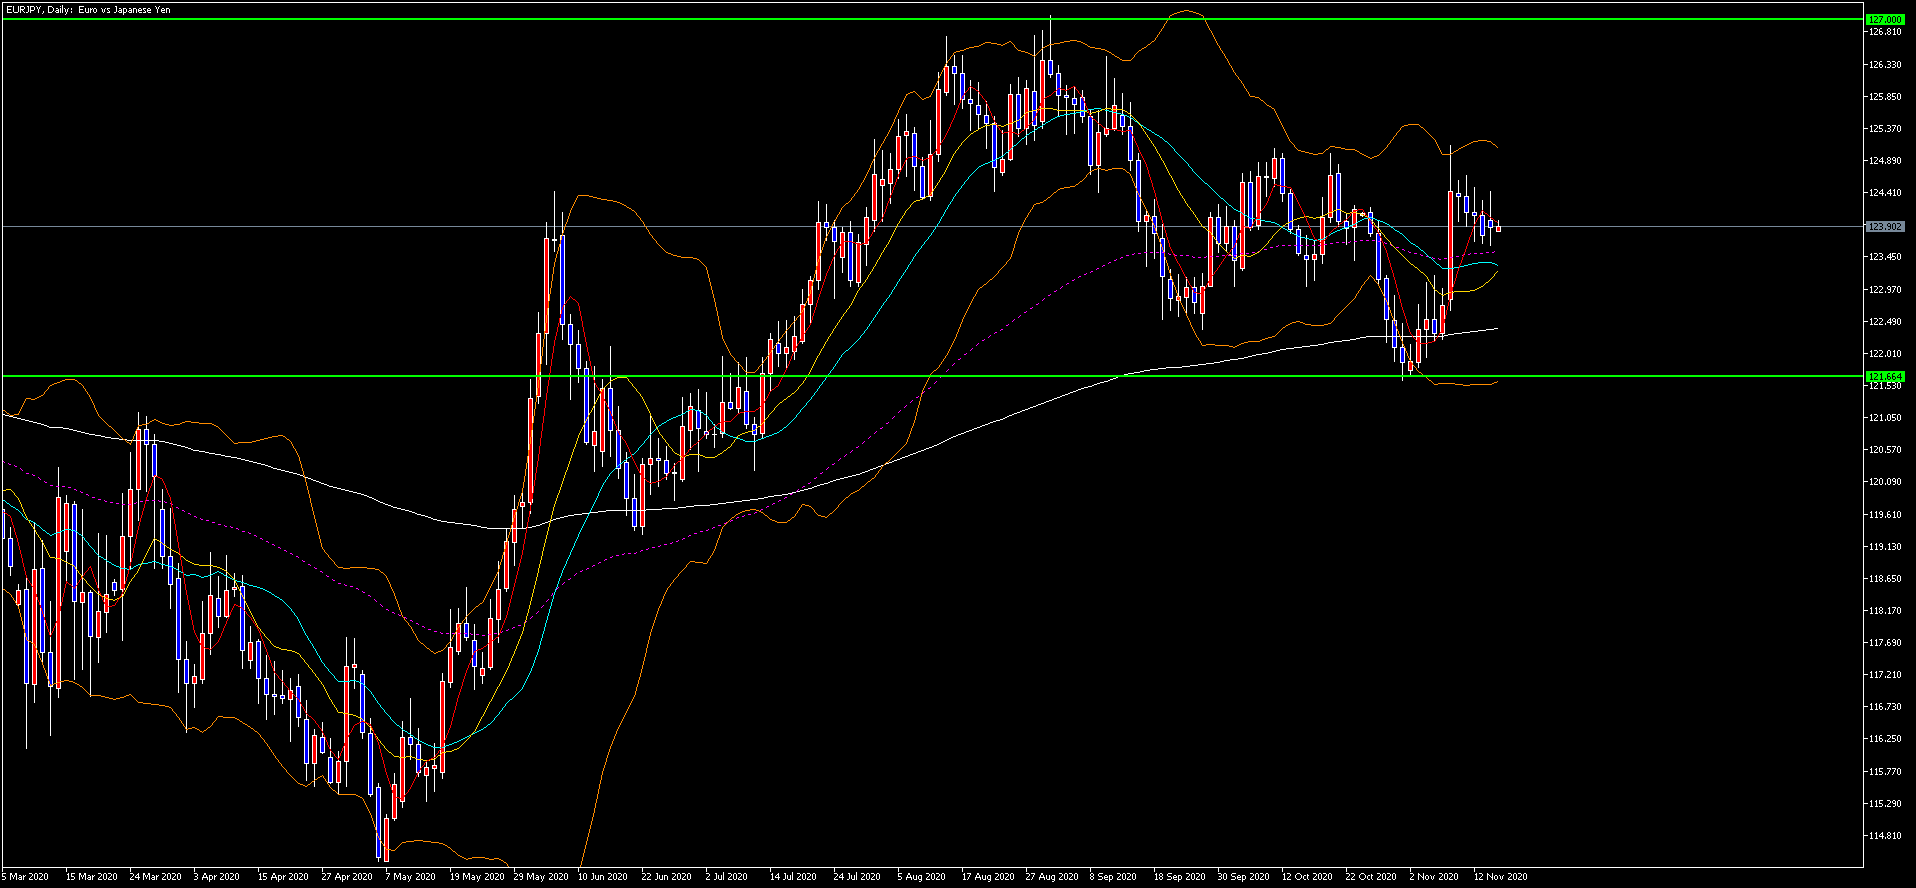 EURJPY, Daily: Euro vs Japanese Yen
127.000
126.810
126.330
125.850
125.370
124.890
124.410
123.902
123.450
122.970
122.490
122.010
121.664
121.530
121.050
120.570
120.090
119.610
119.130
118.650
118.170
117.690
117.210
116.730
116.250
115.770
115.290
114.810
5 Mar 2020
15 Mar 2020
24 Mar 2020
3 Apr 2020
15 Apr 2020
27 Apr 2020
7 May 2020
19 May 2020
29 May 2020
10 Jun 2020
22 Jun 2020
2 Jul 2020
14 Jul 2020
24 Jul 2020
5 Aug 2020
17 Aug 2020
27 Aug 2020
8 Sep 2020
18 Sep 2020
30 Sep 2020
12 Oct 2020
22 Oct 2020
2 Nov 2020
12 Nov 2020